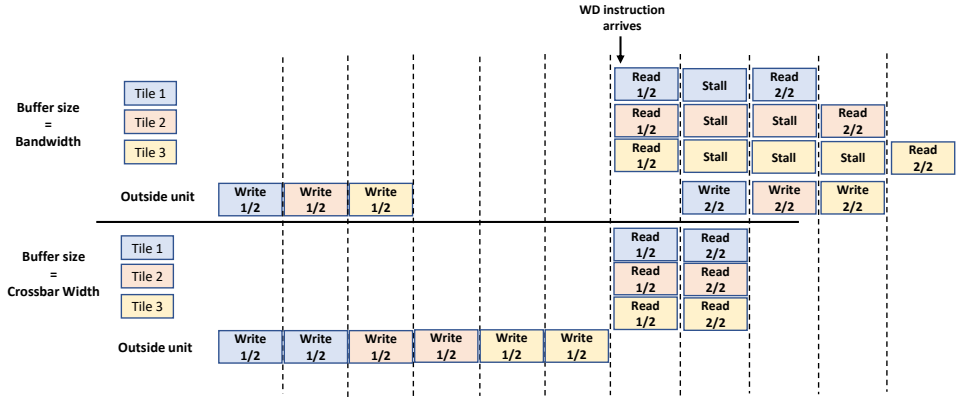 WD instruction
arrives
Buffer size
=
Bandwidth
Tile 1
Read
1/2
Stall
Read
2/2
Tile 2
Read
1/2
Stall
Stall
Read
2/2
Tile 3
Read
1/2
Stall
Stall
Stall
Read
2/2
Outside unit
Write
1/2
Write
1/2
Write
1/2
Write
2/2
Write
2/2
Write
2/2
Buffer size
=
Crossbar Width
Tile 1
Read
1/2
Read
2/2
Tile 2
Read
1/2
Read
2/2
Tile 3
Read
1/2
Read
2/2
Outside unit
Write
1/2
Write
1/2
Write
1/2
Write
1/2
Write
1/2
Write
1/2